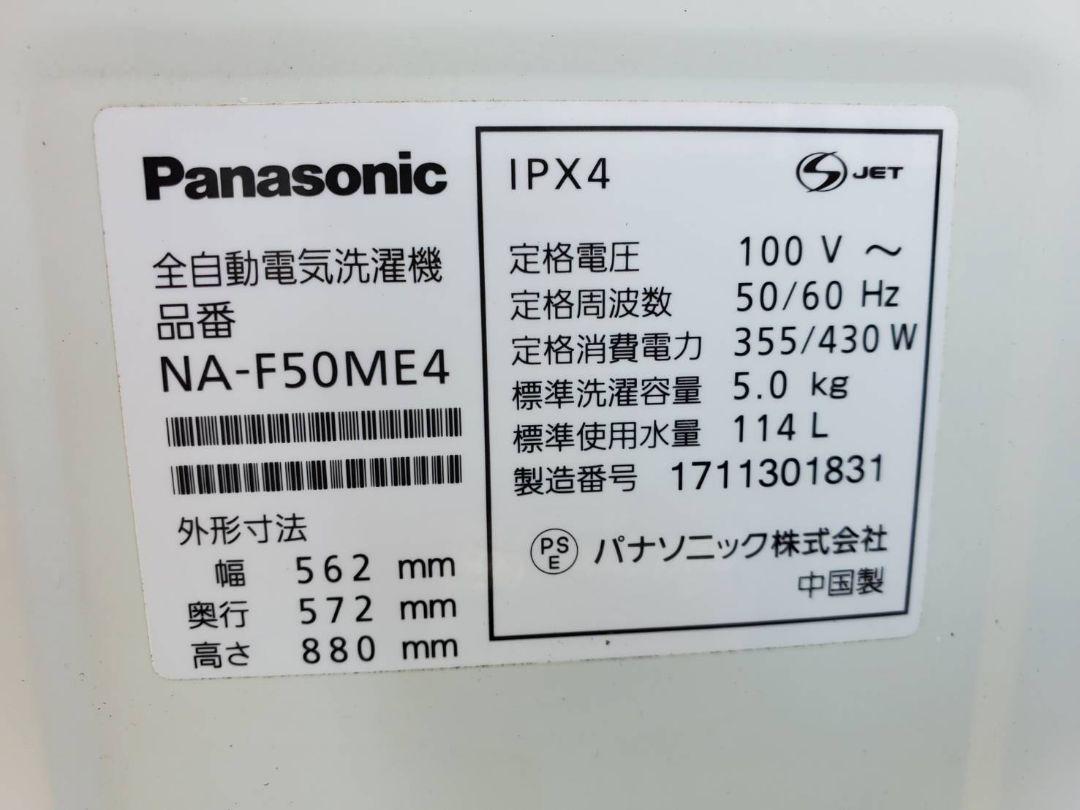 Panasonic
全自動電気洗濯機
品番
NA-F50ME4
外形寸法
幅 562 mm
奥行 572 mm
高さ 880 mm
IPX4
S JET
定格電圧 100 V ～
定格周波数 50/60 Hz
定格消費電力 355/430 W
標準洗濯容量 5.0 kg
標準使用水量 114 L
製造番号 1711301831
PS
E
パナソニック株式会社
中国製